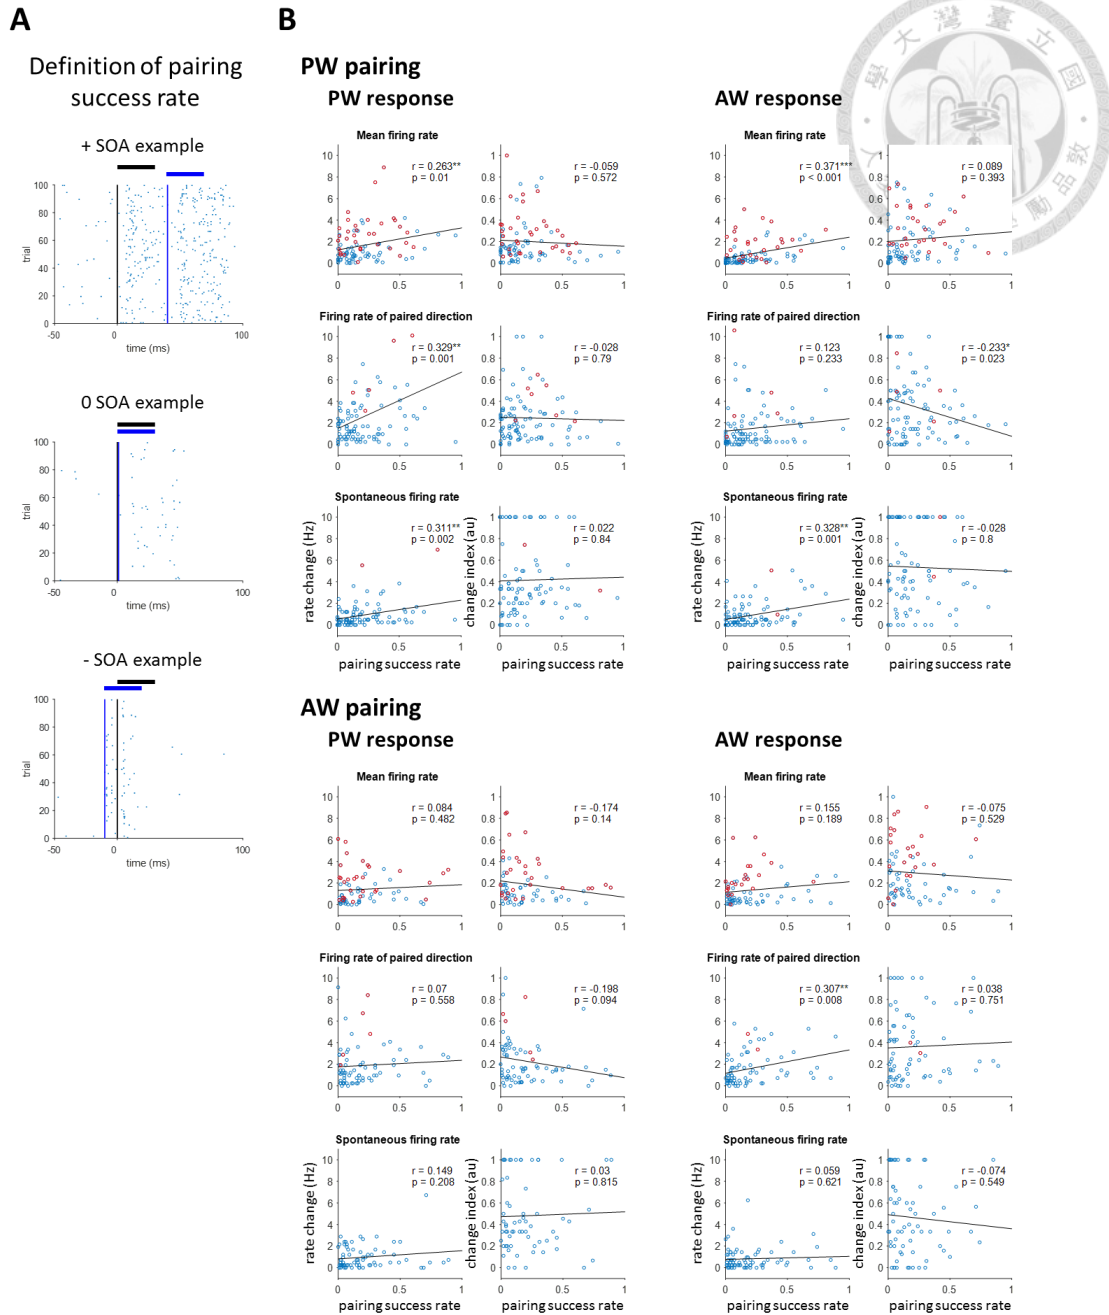 A
B
Definition of pairing
success rate
+ SOA example
trial
100
80
60
40
20
0
-50
0
100
time (ms)
0 SOA example
trial
100
80
60
40
20
0
-50
0
100
time (ms)
- SOA example
trial
100
80
60
40
20
0
-50
0
100
time (ms)
PW pairing
PW response
AW response
Mean firing rate
r = 0.263**
p = 0.01
r = -0.059
p = 0.572
Mean firing rate
r = 0.371***
p < 0.001
r = 0.089
p = 0.393
Firing rate of paired direction
r = 0.329**
p = 0.001
r = -0.028
p = 0.79
Firing rate of paired direction
r = 0.123
p = 0.233
r = -0.233*
p = 0.023
Spontaneous firing rate
r = 0.311**
p = 0.002
r = 0.022
p = 0.84
Spontaneous firing rate
r = 0.328**
p = 0.001
r = -0.028
p = 0.8
rate change (Hz)
change index (au)
rate change (Hz)
change index (au)
pairing success rate
pairing success rate
pairing success rate
pairing success rate
AW pairing
PW response
AW response
Mean firing rate
r = 0.084
p = 0.482
r = -0.174
p = 0.14
Mean firing rate
r = 0.155
p = 0.189
r = -0.075
p = 0.529
Firing rate of paired direction
r = 0.07
p = 0.558
r = -0.198
p = 0.094
Firing rate of paired direction
r = 0.307**
p = 0.008
r = 0.038
p = 0.751
Spontaneous firing rate
r = 0.149
p = 0.208
r = 0.03
p = 0.815
Spontaneous firing rate
r = 0.059
p = 0.621
r = -0.074
p = 0.549
rate change (Hz)
change index (au)
rate change (Hz)
change index (au)
pairing success rate
pairing success rate
pairing success rate
pairing success rate